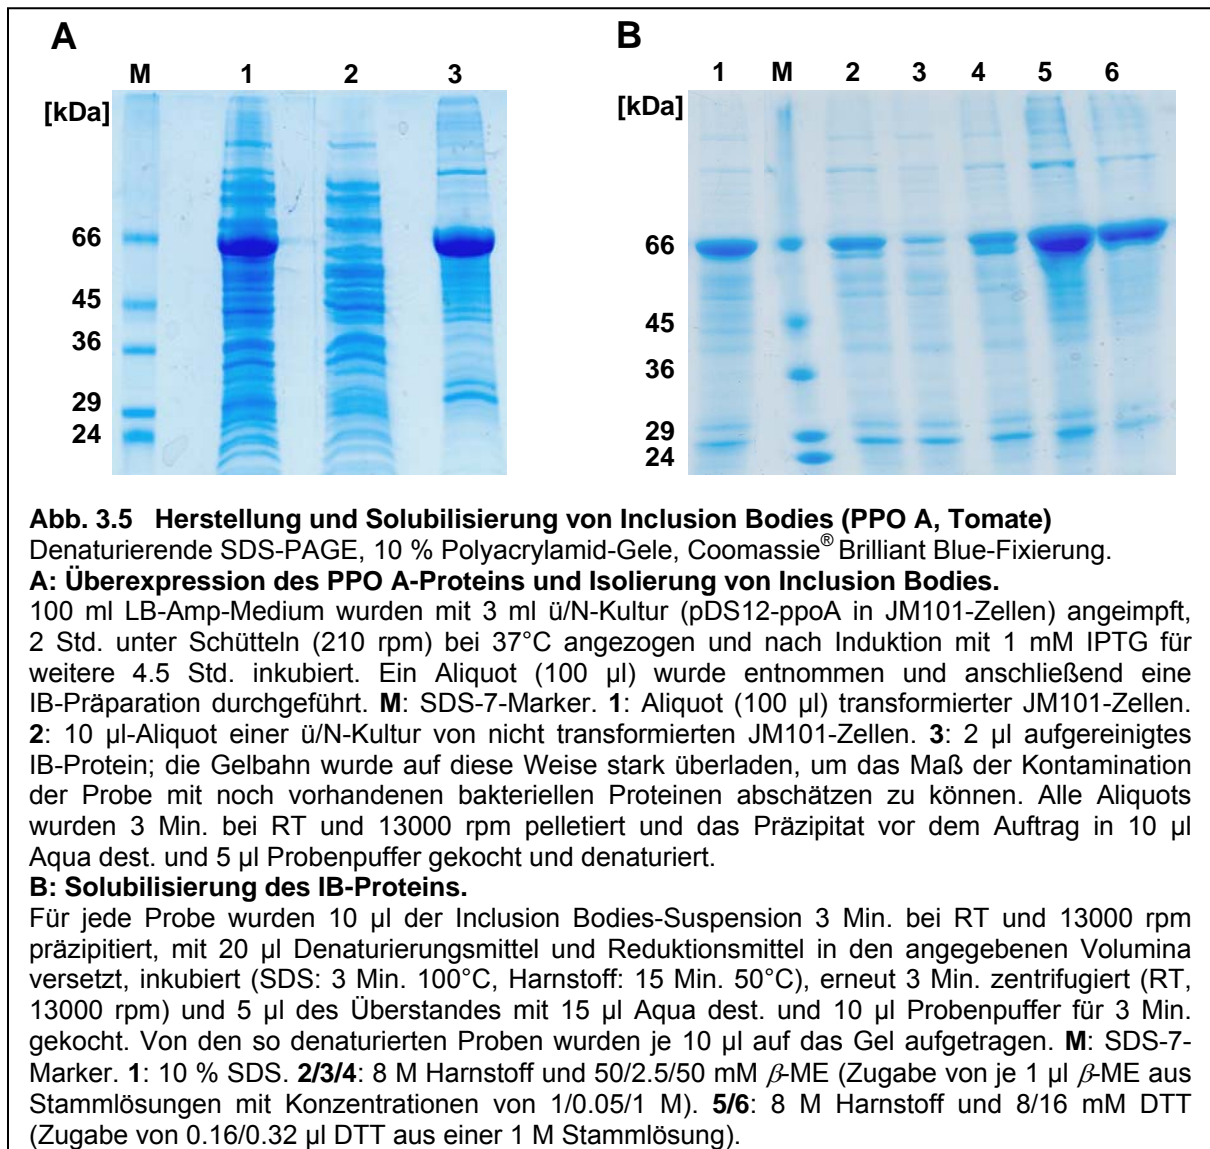 A
M 1 2 3
[kDa]
66
45
36
29
24
B
1 M 2 3 4 5 6
[kDa]
66
45
36
29
24
Abb. 3.5 Herstellung und Solubilisierung von Inclusion Bodies (PPO A, Tomate)
Denaturierende SDS-PAGE, 10 % Polyacrylamid-Gele, Coomassie® Brilliant Blue-Fixierung.
A: Überexpression des PPO A-Proteins und Isolierung von Inclusion Bodies.
100 ml LB-Amp-Medium wurden mit 3 ml ü/N-Kultur (pDS12-ppoA in JM101-Zellen) angeimpft,
2 Std. unter Schütteln (210 rpm) bei 37°C angezogen und nach Induktion mit 1 mM IPTG für
weitere 4.5 Std. inkubiert. Ein Aliquot (100 µl) wurde entnommen und anschließend eine
IB-Präparation durchgeführt. M: SDS-7-Marker. 1: Aliquot (100 µl) transformierter JM101-Zellen.
2: 10 µl-Aliquot einer ü/N-Kultur von nicht transformierten JM101-Zellen. 3: 2 µl aufgereinigtes
IB-Protein; die Gelbahn wurde auf diese Weise stark überladen, um das Maß der Kontamination
der Probe mit noch vorhandenen bakteriellen Proteinen abschätzen zu können. Alle Aliquots
wurden 3 Min. bei RT und 13000 rpm pelletiert und das Präzipitat vor dem Auftrag in 10 µl
Aqua dest. und 5 µl Probenpuffer gekocht und denaturiert.
B: Solubilisierung des IB-Proteins.
Für jede Probe wurden 10 µl der Inclusion Bodies-Suspension 3 Min. bei RT und 13000 rpm
präzipitiert, mit 20 µl Denaturierungsmittel und Reduktionsmittel in den angegebenen Volumina
versetzt, inkubiert (SDS: 3 Min. 100°C, Harnstoff: 15 Min. 50°C), erneut 3 Min. zentrifugiert (RT,
13000 rpm) und 5 µl des Überstandes mit 15 µl Aqua dest. und 10 µl Probenpuffer für 3 Min.
gekocht. Von den so denaturierten Proben wurden je 10 µl auf das Gel aufgetragen. M: SDS-7-
Marker. 1: 10 % SDS. 2/3/4: 8 M Harnstoff und 50/2.5/50 mM β-ME (Zugabe von je 1 µl β-ME aus
Stammlösungen mit Konzentrationen von 1/0.05/1 M). 5/6: 8 M Harnstoff und 8/16 mM DTT
(Zugabe von 0.16/0.32 µl DTT aus einer 1 M Stammlösung).